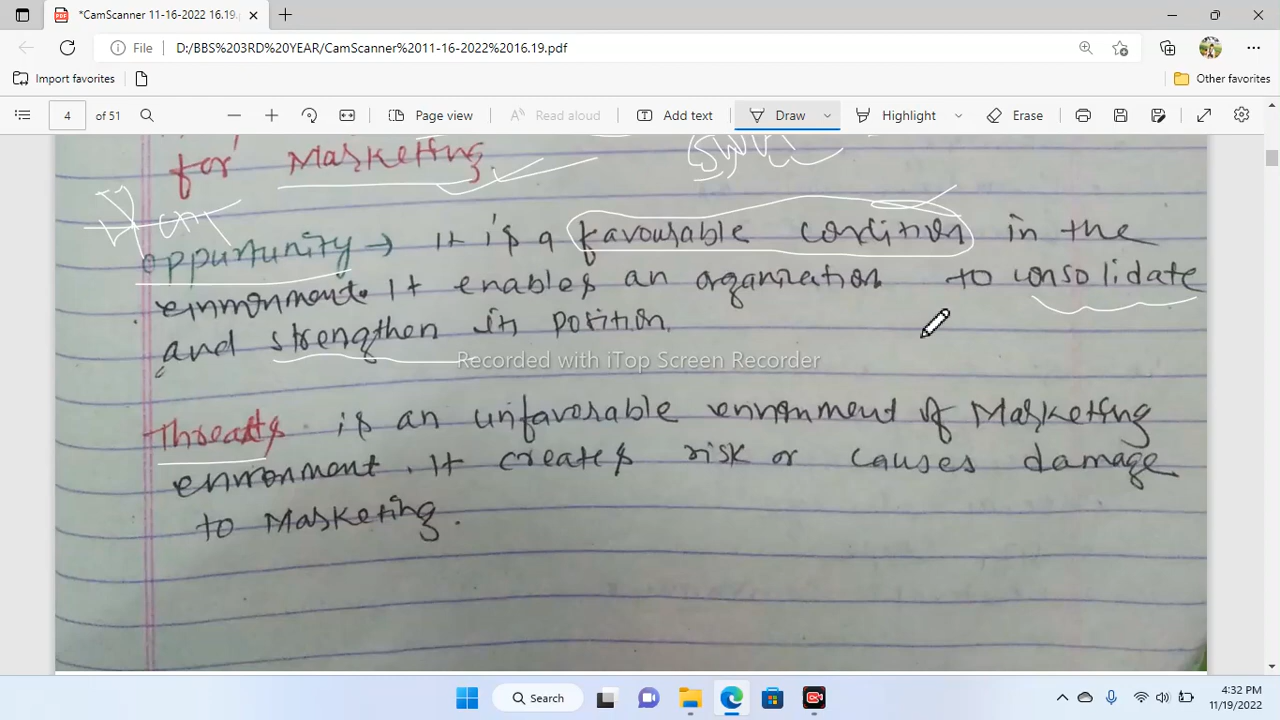 *CamScanner 11-16-2022 16.19.p
File D:/BBS%203RD%20YEAR/CamScanner%2011-16-2022%2016.19.pdf
Import favorites
Other favorites
4 of 51
Page view
Read aloud
Add text
Draw
Highlight
Erase
for Marketing.
oppurtunity → It is a favourable condition in the
environment. It enables an organization to consolidate
and strengthen its position.
Recorded with iTop Screen Recorder
Threats is an unfavorable environment of Marketing
environment. It creates risk or causes damage
to Marketing.
Search
4:32 PM
11/19/2022